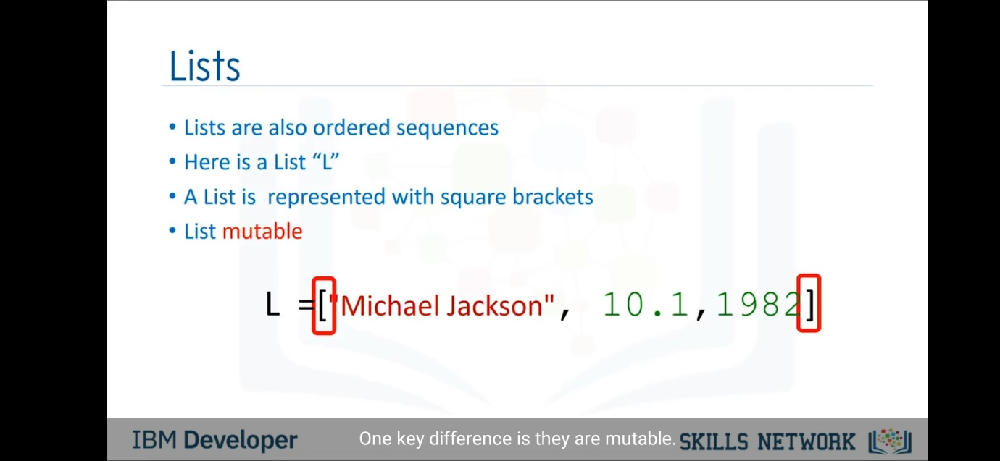 Lists
• Lists are also ordered sequences
• Here is a List “L”
• A List is  represented with square brackets
• List mutable
L =["Michael Jackson", 10.1,1982]
IBM Developer
One key difference is they are mutable.
SKILLS NETWORK